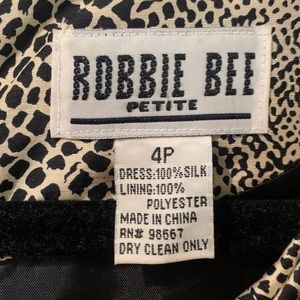 ROBBIE BEE
PETITE
4P
DRESS:100% SILK
LINING:100%
POLYESTER
MADE IN CHINA
RN# 98667
DRY CLEAN ONLY